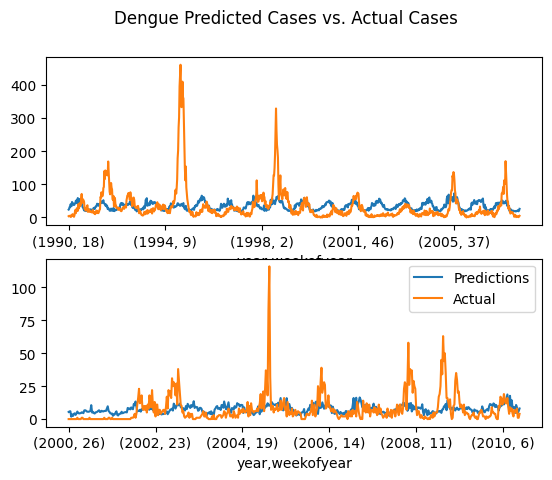 Dengue Predicted Cases vs. Actual Cases
400
300
200
100
0
(1990, 18) (1994, 9) (1998, 2) (2001, 46) (2005, 37)
year,weekofyear
100
75
50
25
0
Predictions
Actual
(2000, 26) (2002, 23) (2004, 19) (2006, 14) (2008, 11) (2010, 6)
year,weekofyear